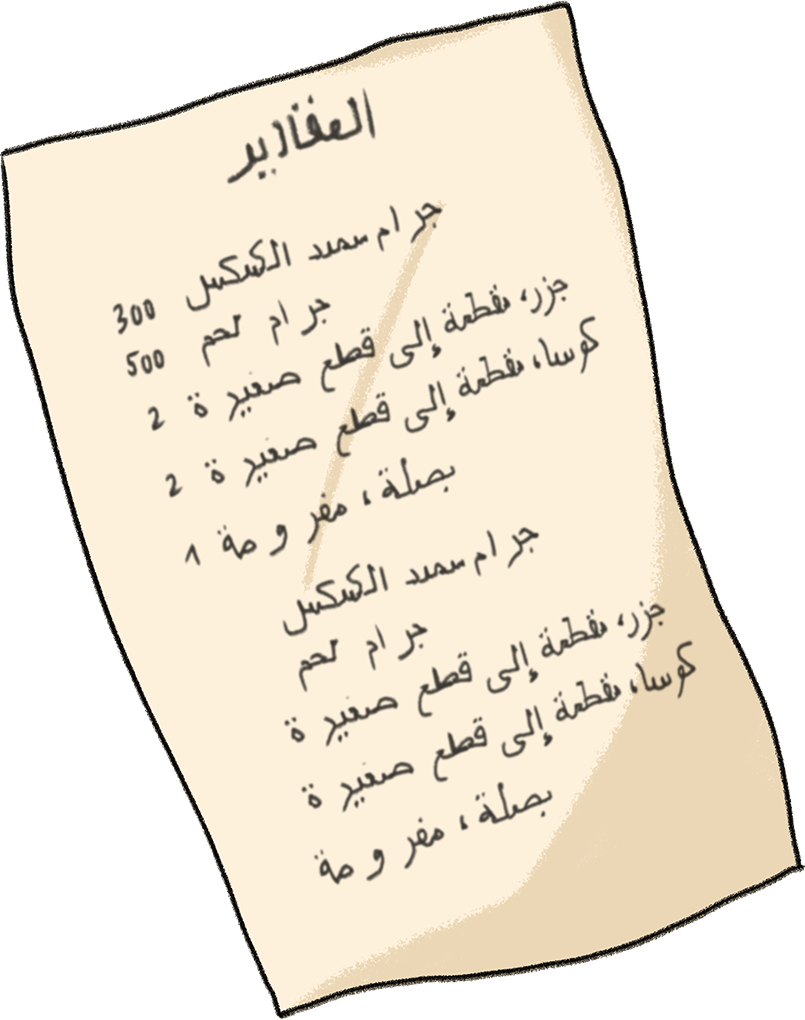 المقادير
جرام سميد الكسكس 300
جرام لحم 500
جزر، مقطعة إلى قطع صغيرة 2
كوسا، مقطعة إلى قطع صغيرة 2
بصلة، مفرومة 1
جرام سميد الكسكس
جرام لحم
جزر، مقطعة إلى قطع صغيرة
كوسا، مقطعة إلى قطع صغيرة
بصلة، مفرومة